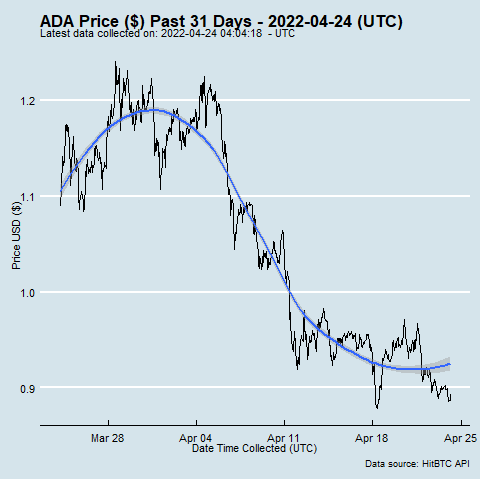 ADA Price ($) Past 31 Days - 2022-04-24 (UTC)
Latest data collected on: 2022-04-24 04:04:18 - UTC
1.2
1.1
1.0
0.9
Price USD ($)
Mar 28 Apr 04 Apr 11 Apr 18 Apr 25
Date Time Collected (UTC)
Data source: HitBTC API